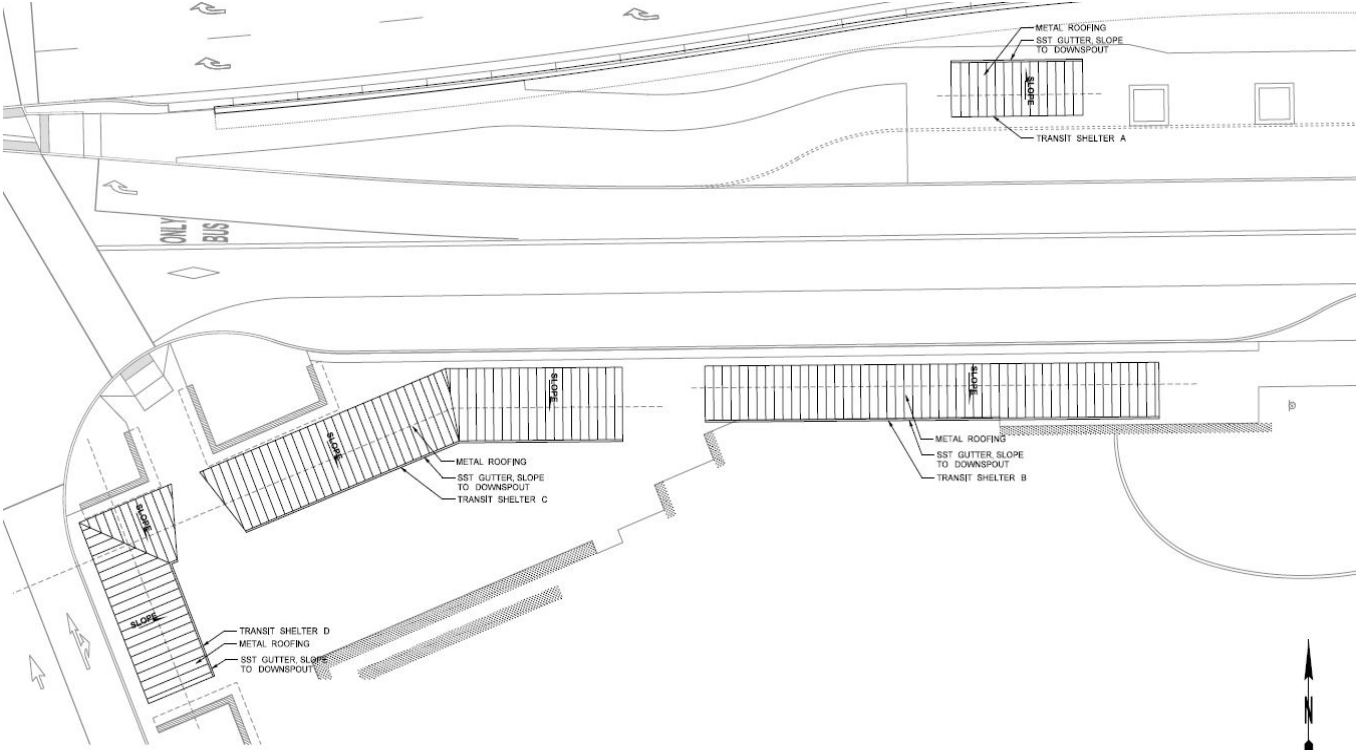 METAL ROOFING
SST GUTTER, SLOPE
TO DOWNSPOUT
SLOPE
TRANSIT SHELTER A
ONLY
BUS
SLOPE
SLOPE
SLOPE
METAL ROOFING
SST GUTTER, SLOPE
TO DOWNSPOUT
TRANSIT SHELTER B
METAL ROOFING
SST GUTTER, SLOPE
TO DOWNSPOUT
TRANSIT SHELTER C
SLOPE
SLOPE
TRANSIT SHELTER D
METAL ROOFING
SST GUTTER, SLOPE
TO DOWNSPOUT
N